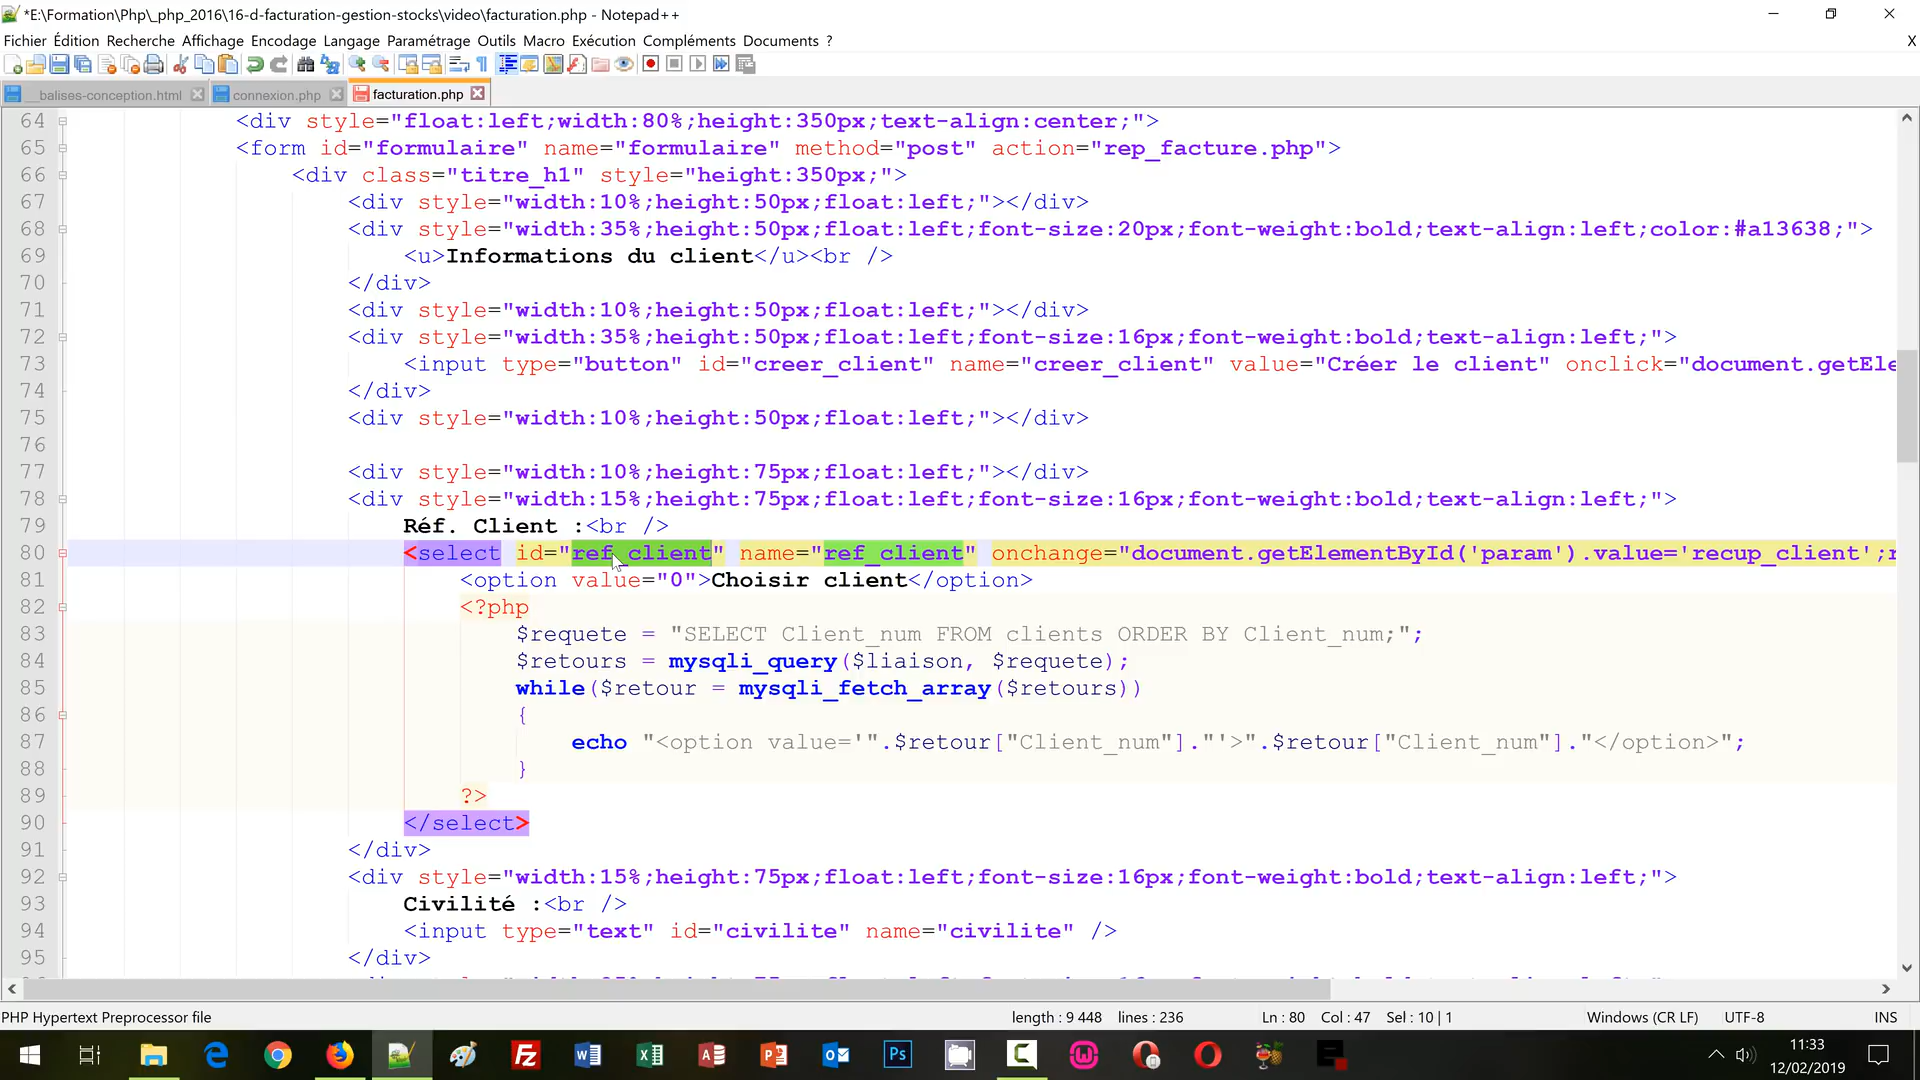 *E:\Formation\Php\_php_2016\16-d-facturation-gestion-stocks\video\facturation.php - Notepad++
Fichier Édition Recherche Affichage Encodage Langage Paramétrage Outils Macro Exécution Compléments Documents ? X
__balises-conception.html connexion.php facturation.php
64 <div style="float:left;width:80%;height:350px;text-align:center;">
65 <form id="formulaire" name="formulaire" method="post" action="rep_facture.php">
66 <div class="titre_h1" style="height:350px;">
67 <div style="width:10%;height:50px;float:left;"></div>
68 <div style="width:35%;height:50px;float:left;font-size:20px;font-weight:bold;text-align:left;color:#a13638;">
69 <u>Informations du client</u><br />
70 </div>
71 <div style="width:10%;height:50px;float:left;"></div>
72 <div style="width:35%;height:50px;float:left;font-size:16px;font-weight:bold;text-align:left;">
73 <input type="button" id="creer_client" name="creer_client" value="Créer le client" onclick="document.getEle
74 </div>
75 <div style="width:10%;height:50px;float:left;"></div>
76
77 <div style="width:10%;height:75px;float:left;"></div>
78 <div style="width:15%;height:75px;float:left;font-size:16px;font-weight:bold;text-align:left;">
79 Réf. Client :<br />
80 <select id="ref_client" name="ref_client" onchange="document.getElementById('param').value='recup_client';r
81 <option value="0">Choisir client</option>
82 <?php
83 $requete = "SELECT Client_num FROM clients ORDER BY Client_num;";
84 $retours = mysqli_query($liaison, $requete);
85 while($retour = mysqli_fetch_array($retours))
86 {
87 echo "<option value='".$retour["Client_num"]."'>".$retour["Client_num"]."</option>";
88 }
89 ?>
90 </select>
91 </div>
92 <div style="width:15%;height:75px;float:left;font-size:16px;font-weight:bold;text-align:left;">
93 Civilité :<br />
94 <input type="text" id="civilite" name="civilite" />
95 </div>
PHP Hypertext Preprocessor file length : 9 448 lines : 236 Ln : 80 Col : 47 Sel : 10 | 1 Windows (CR LF) UTF-8 INS
11:33
12/02/2019